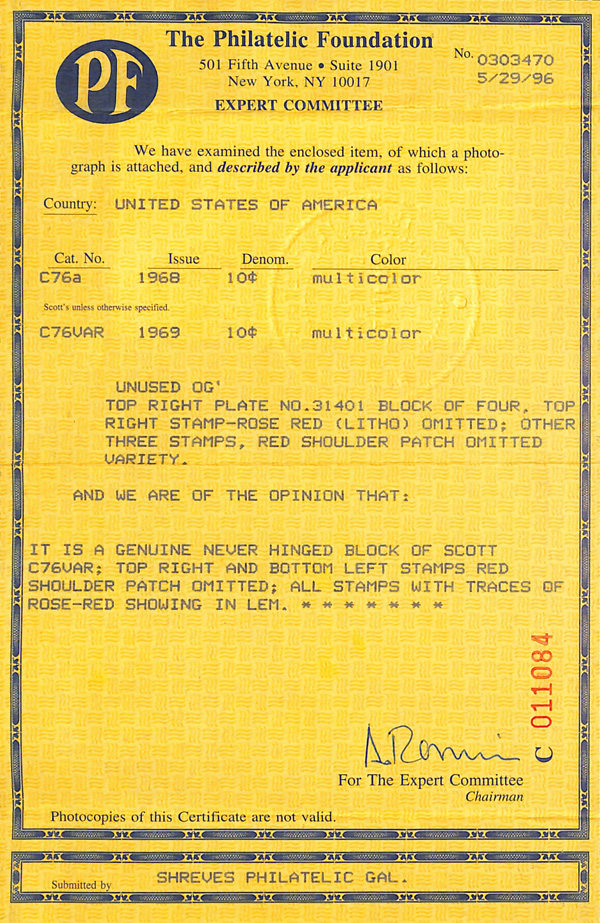 PF
The Philatelic Foundation
501 Fifth Avenue • Suite 1901
New York, NY 10017
EXPERT COMMITTEE
No. 0303470
5/29/96
We have examined the enclosed item, of which a photo-
graph is attached, and described by the applicant as follows:
Country: UNITED STATES OF AMERICA
Cat. No. Issue Denom. Color
C76a 1968 10¢ multicolor
Scott's unless otherwise specified.
C76VAR 1969 10¢ multicolor
UNUSED OG'
TOP RIGHT PLATE NO.31401 BLOCK OF FOUR, TOP
RIGHT STAMP-ROSE RED (LITHO) OMITTED; OTHER
THREE STAMPS, RED SHOULDER PATCH OMITTED
VARIETY.
AND WE ARE OF THE OPINION THAT:
IT IS A GENUINE NEVER HINGED BLOCK OF SCOTT
C76VAR; TOP RIGHT AND BOTTOM LEFT STAMPS RED
SHOULDER PATCH OMITTED; ALL STAMPS WITH TRACES OF
ROSE-RED SHOWING IN LEM. * * * * * * *
C 011084
For The Expert Committee
Chairman
Photocopies of this Certificate are not valid.
Submitted by SHREVES PHILATELIC GAL.